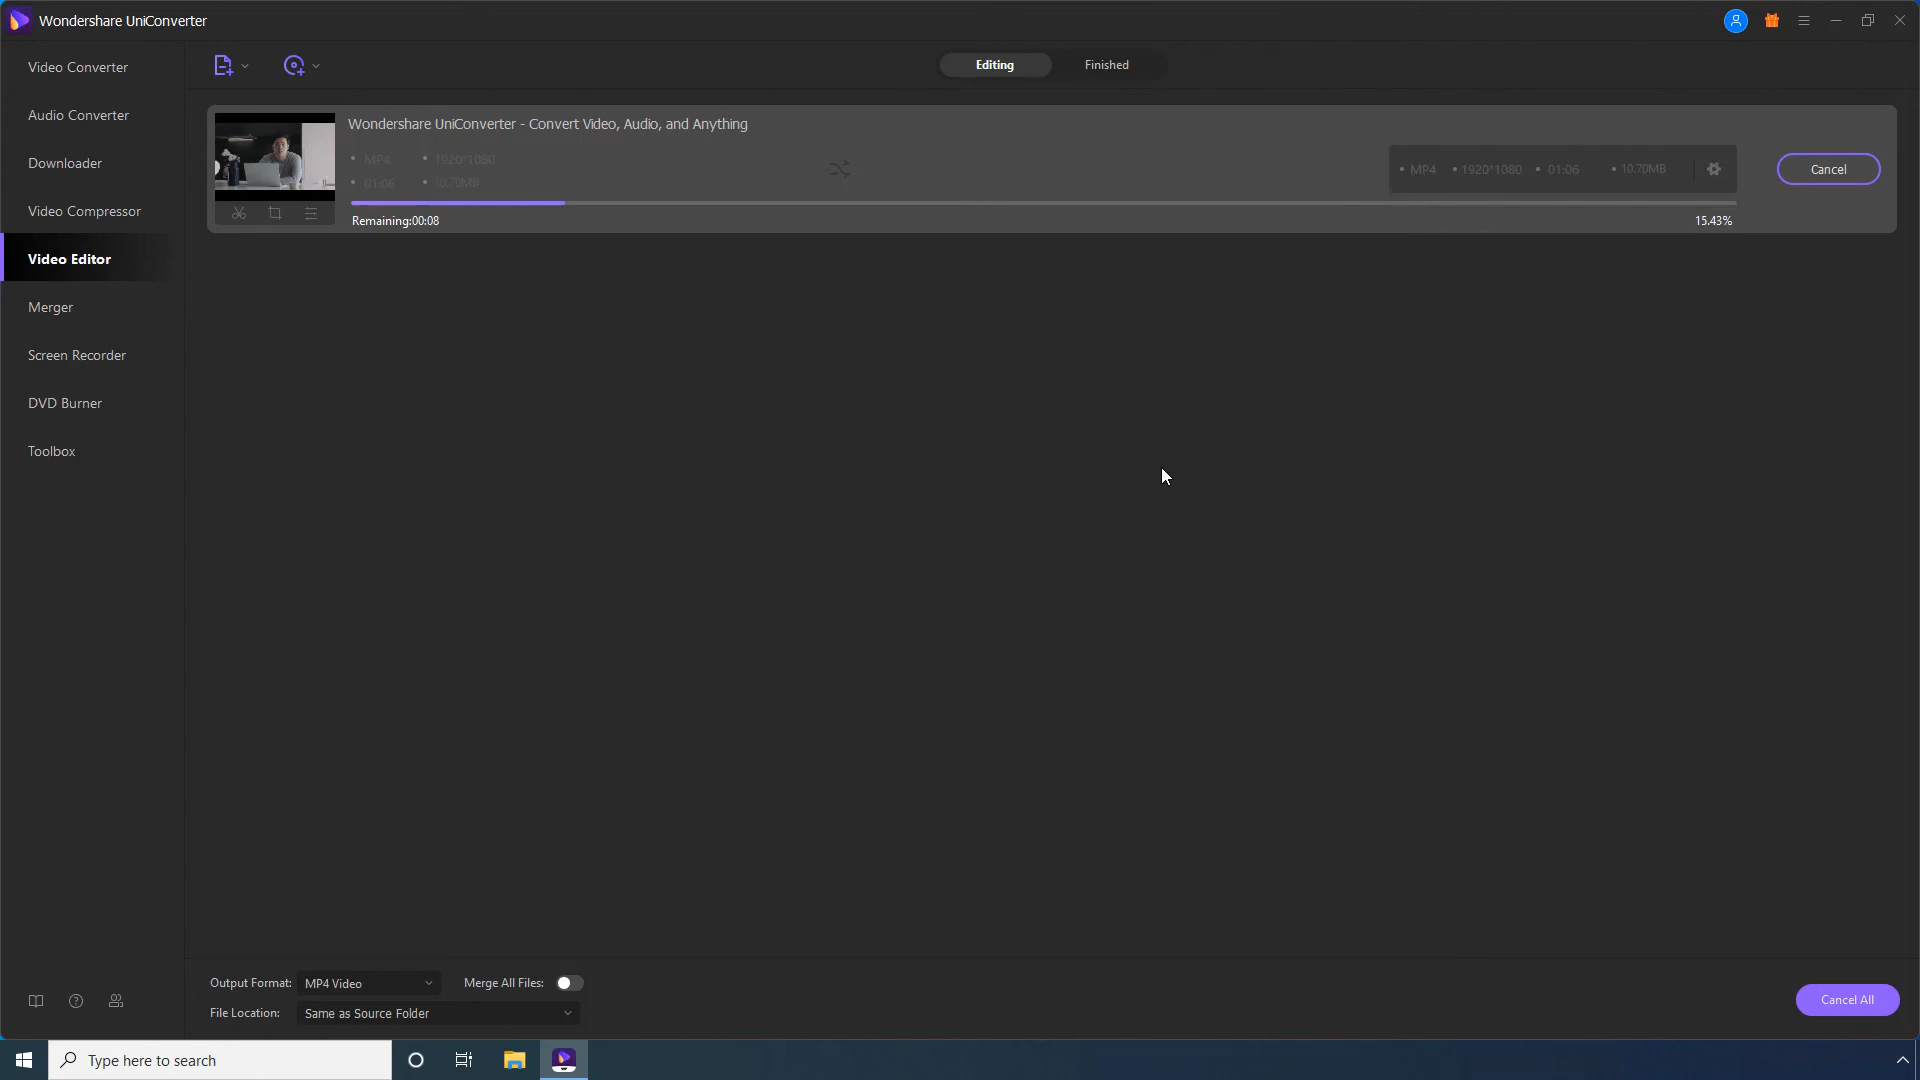 Wondershare UniConverter
Video Converter
Audio Converter
Downloader
Video Compressor
Video Editor
Merger
Screen Recorder
DVD Burner
Toolbox
Editing
Finished
Wondershare UniConverter - Convert Video, Audio, and Anything
MP4 1920*1080
01:06 10.70MB
MP4 1920*1080 01:06 10.70MB
Cancel
Remaining:00:08
15.43%
Output Format: MP4 Video
Merge All Files:
File Location: Same as Source Folder
Cancel All
Type here to search